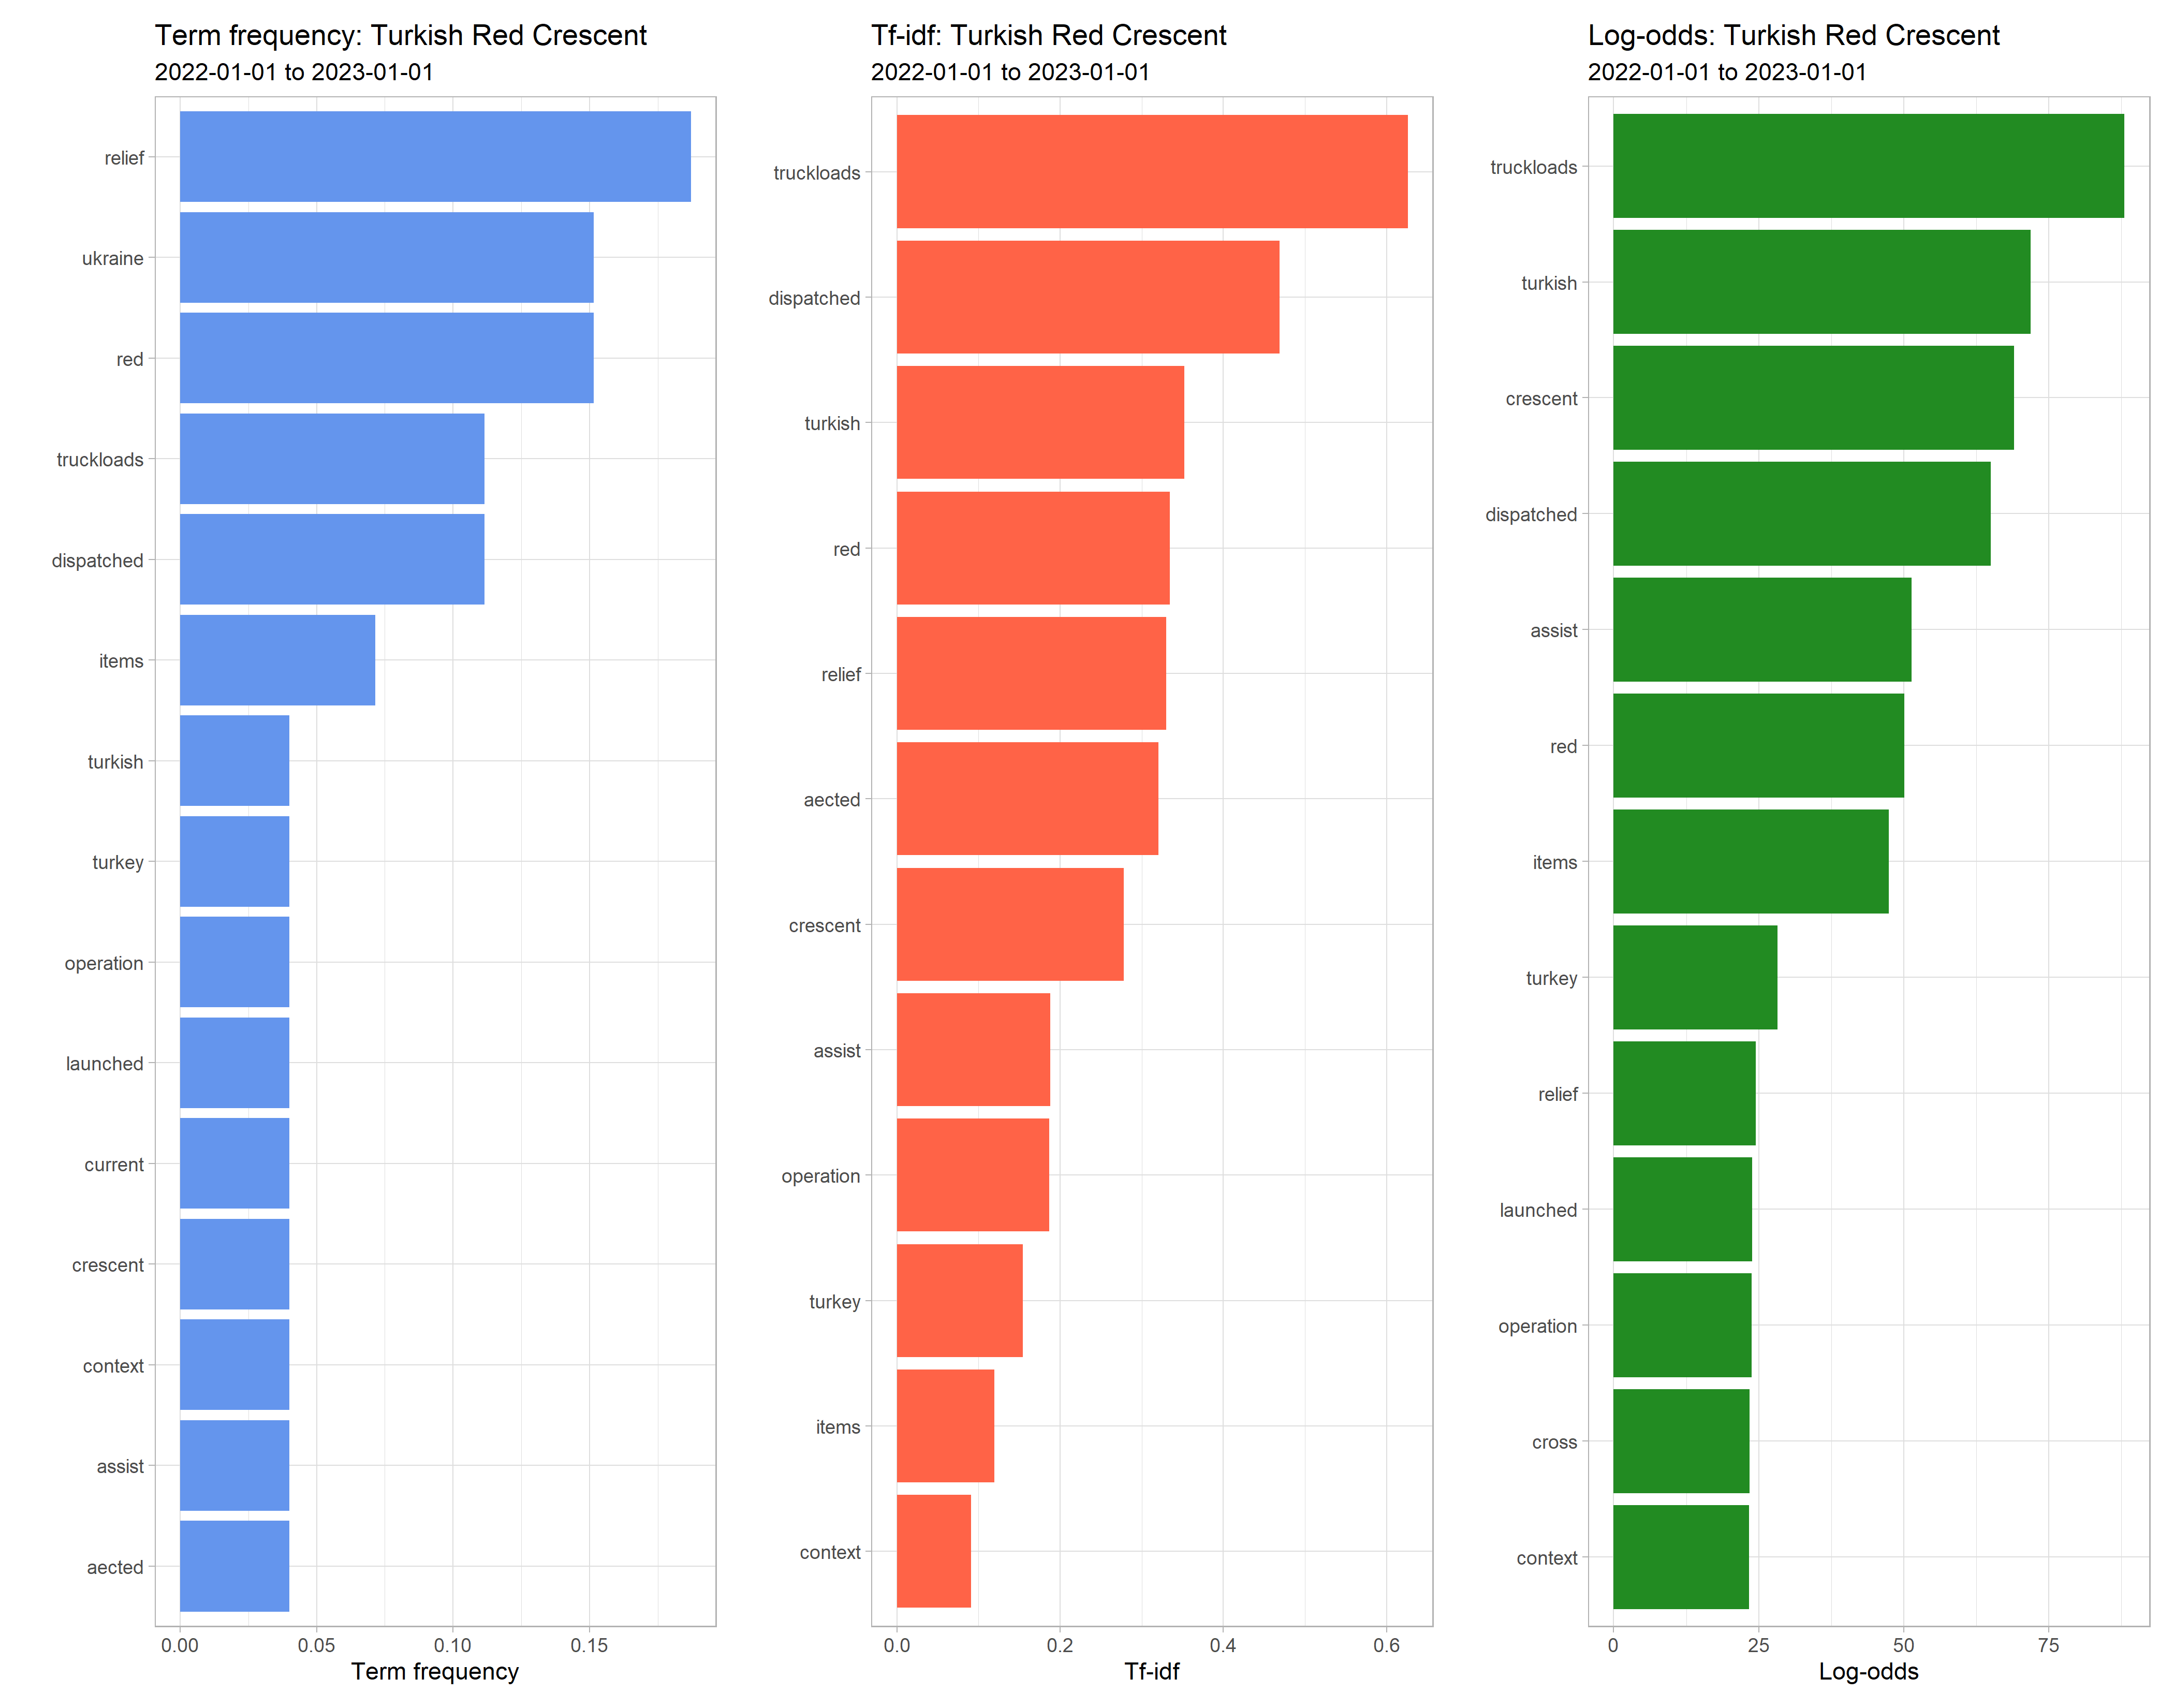 Term frequency: Turkish Red Crescent
2022-01-01 to 2023-01-01
relief
ukraine
red
truckloads
dispatched
items
turkish
turkey
operation
launched
current
crescent
context
assist
aected
0.00 0.05 0.10 0.15
Term frequency
Tf-idf: Turkish Red Crescent
2022-01-01 to 2023-01-01
truckloads
dispatched
turkish
red
relief
aected
crescent
assist
operation
turkey
items
context
0.0 0.2 0.4 0.6
Tf-idf
Log-odds: Turkish Red Crescent
2022-01-01 to 2023-01-01
truckloads
turkish
crescent
dispatched
assist
red
items
turkey
relief
launched
operation
cross
context
0 25 50 75
Log-odds